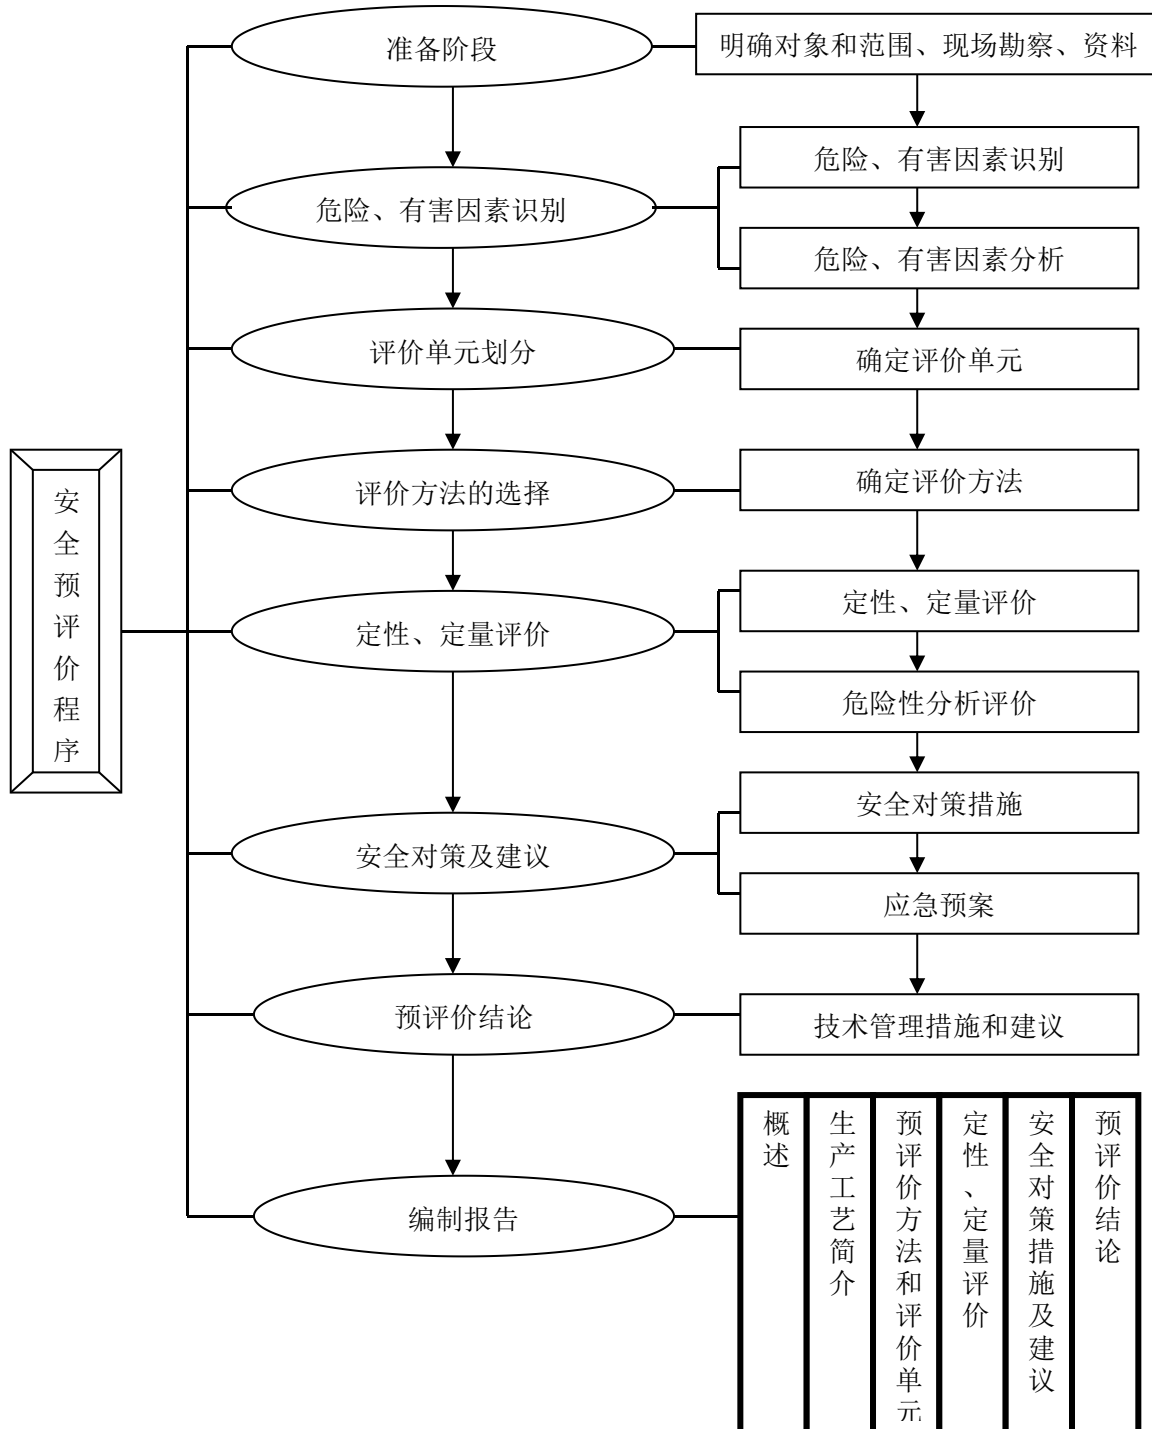 安全预评价程序
准备阶段
明确对象和范围、现场勘察、资料
危险、有害因素识别
危险、有害因素识别
危险、有害因素分析
评价单元划分
确定评价单元
评价方法的选择
确定评价方法
定性、定量评价
定性、定量评价
危险性分析评价
安全对策及建议
安全对策措施
应急预案
预评价结论
技术管理措施和建议
编制报告
概述
生产工艺简介
预评价方法和评价单元
定性、定量评价
安全对策措施及建议
预评价结论